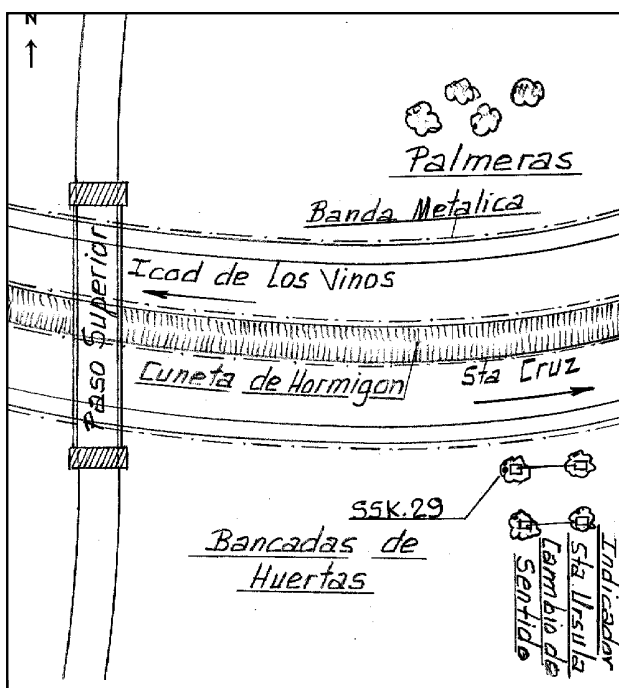 N
Palmeras
Banda Metalica
Icod de Los Vinos
Paso Superior
Cuneta de Hormigon
Sta Cruz
SSK.29
Bancadas de
Huertas
Indicador
Sta Ursula
Cambio de
Sentido